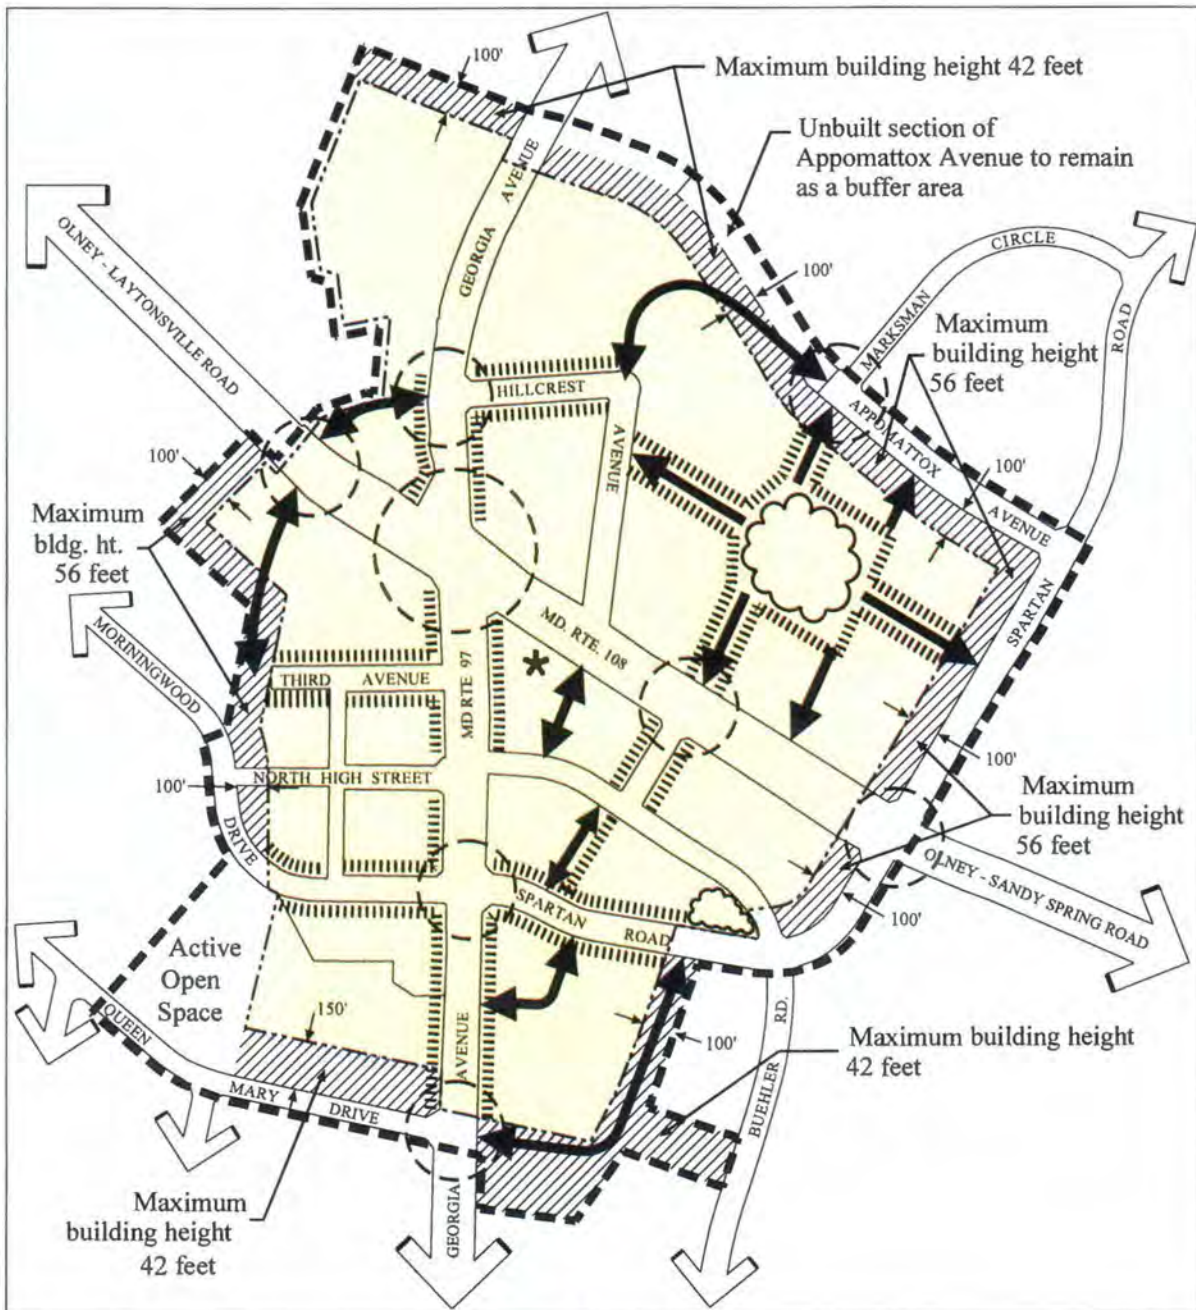 100'
Maximum building height 42 feet
Unbuilt section of
Appomattox Avenue to remain
as a buffer area
AVENUE
GEORGIA
OLNEY - LAYTONSVILLE ROAD
100'
MARKSMAN
CIRCLE
ROAD
Maximum
building height
56 feet
HILLCREST
AVENUE
APPOMATTOX
AVENUE
100'
100'
Maximum
bldg. ht.
56 feet
SPARTAN
MORININGWOOD
DRIVE
MD. RTE. 108
THIRD AVENUE
MD RTE 97
*
NORTH HIGH STREET
100'
100'
Maximum
building height
56 feet
OLNEY - SANDY SPRING ROAD
100'
SPARTAN
ROAD
Active
Open
Space
150'
QUEEN
MARY
DRIVE
AVENUE
GEORGIA
100'
RD.
BUEHLER
Maximum building height
42 feet
Maximum
building height
42 feet